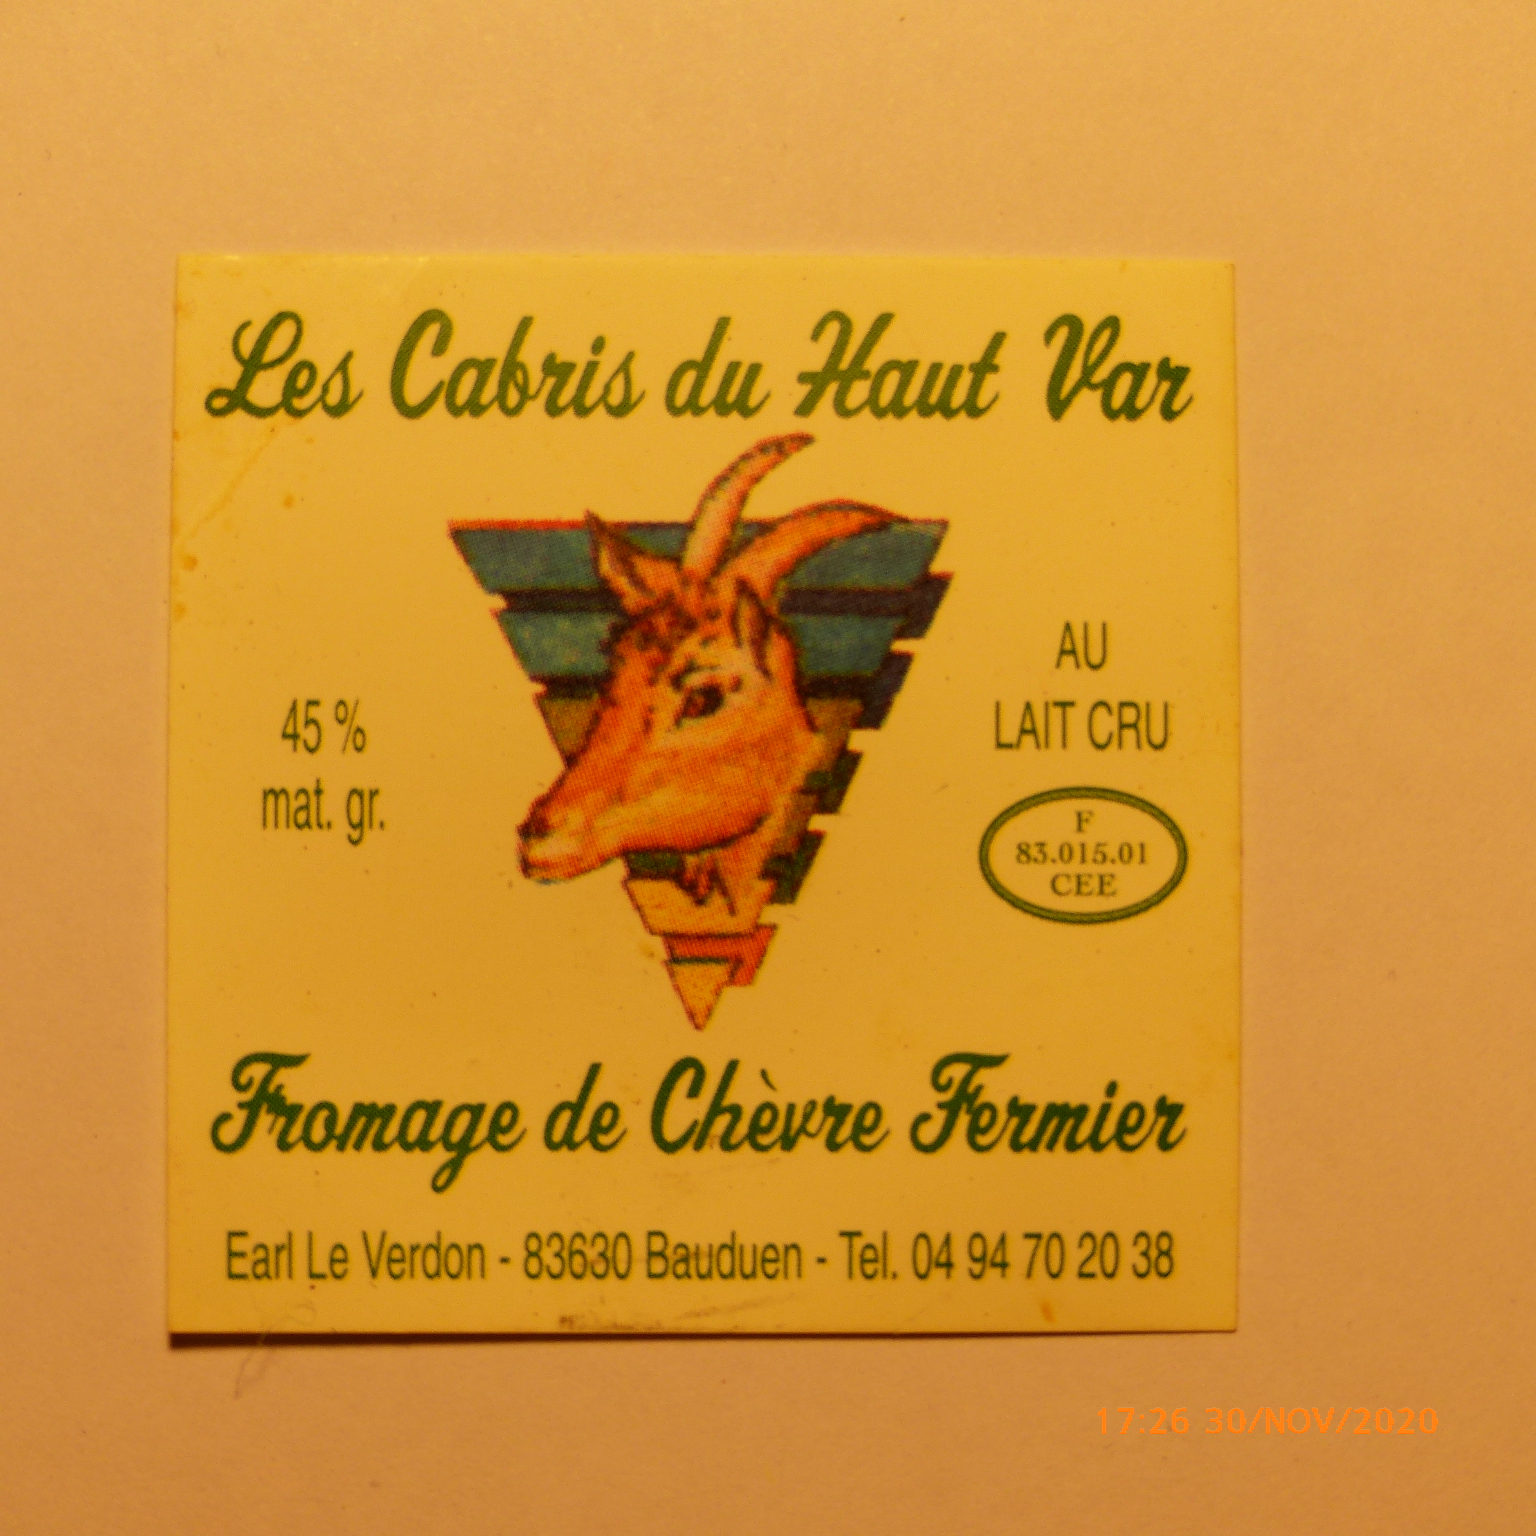 Les Cabris du Haut Var
AU
LAIT CRU
45 %
mat. gr.
F
83.015.01
CEE
Fromage de Chèvre Fermier
Earl Le Verdon - 83630 Bauduen - Tel. 04 94 70 20 38
17:26 30/NOV/2020